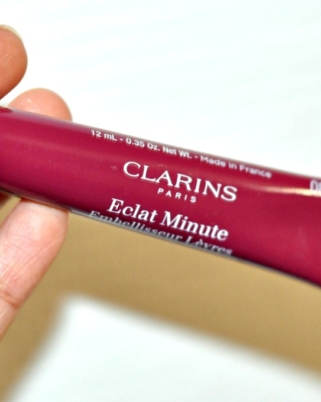 12 mL - 0.35 Oz. Net Wt. - Made in France
CLARINS
PARIS
Eclat Minute
Embellisseur Lèvres